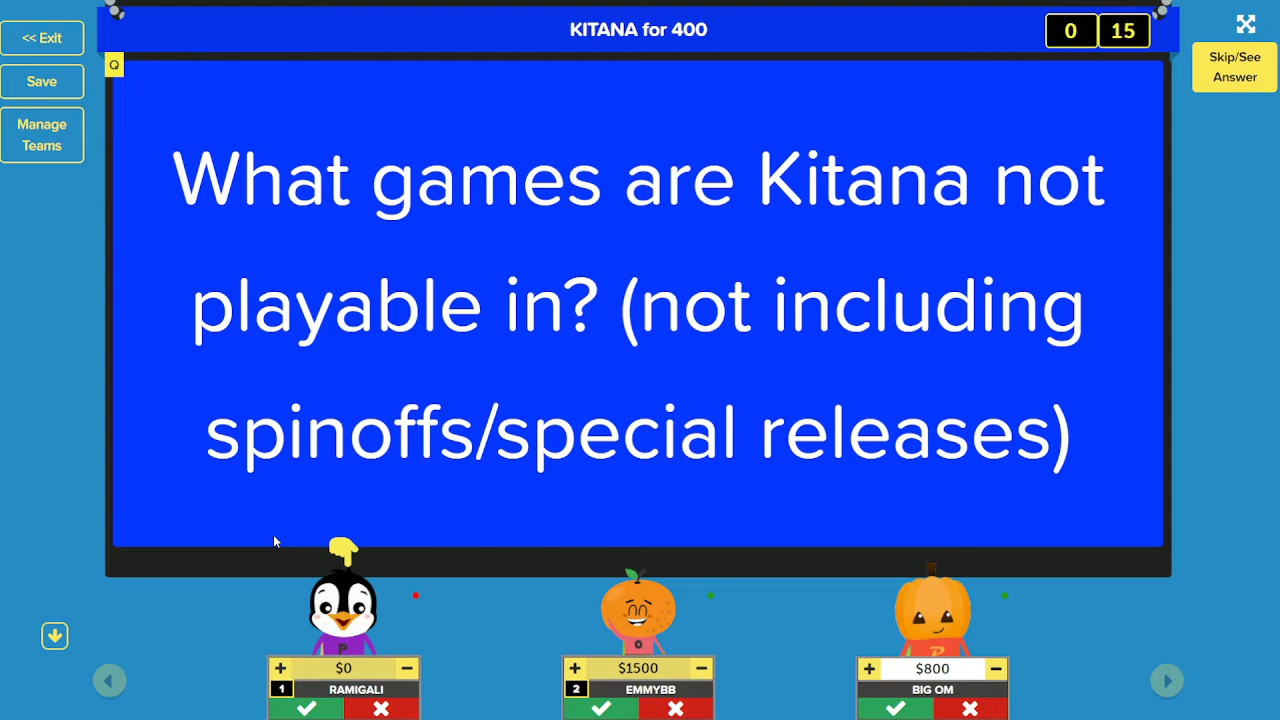 << Exit
KITANA for 400
0 15
Skip/See
Answer
Save
Q
Manage
Teams
What games are Kitana not
playable in? (not including
spinoffs/special releases)
P
O
P
+ $0 −
+ $1500 −
+ $800 −
1 RAMIGALI
2 EMMYBB
BIG OM